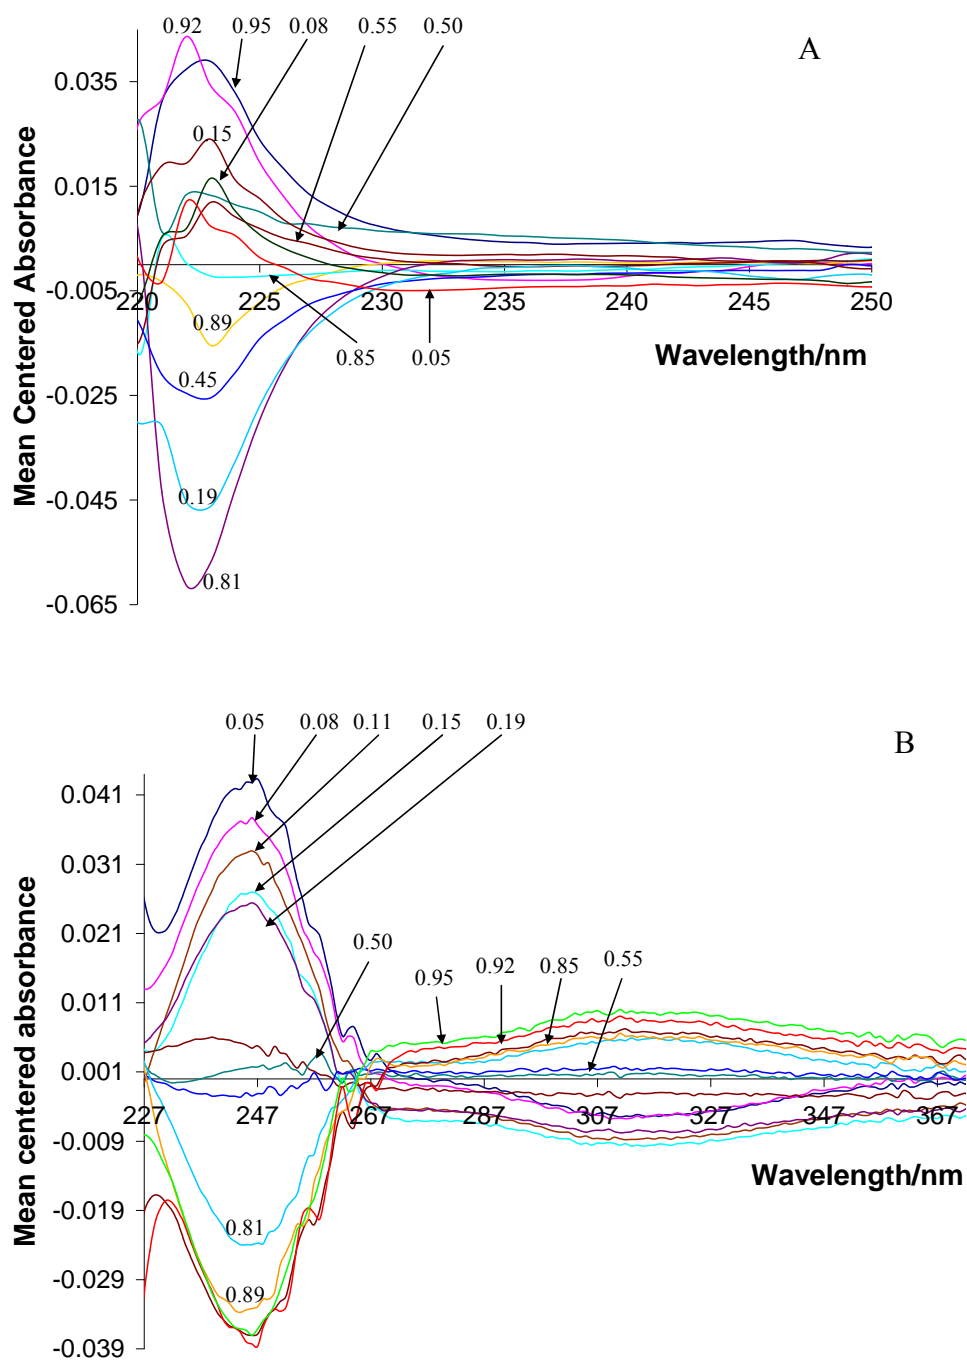 0.92 0.95 0.08 0.55 0.50
A
0.035
0.15
0.015
Mean Centered Absorbance
-0.005
220 225 230 235 240 245 250
0.89
0.85 0.05
Wavelength/nm
0.45
-0.025
-0.045
0.19
0.81
-0.065
0.05 0.08 0.11 0.15 0.19
B
0.041
0.031
0.021
0.50
0.95 0.92 0.85 0.55
0.011
0.001
Mean centered absorbance
227 247 267 287 307 327 347 367
-0.009
Wavelength/nm
-0.019
0.81
-0.029
0.89
-0.039